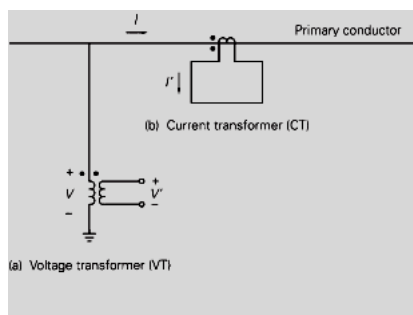 I
Primary conductor
I'
(b) Current transformer (CT)
+
+
V
V'
−
−
(a) Voltage transformer (VT)